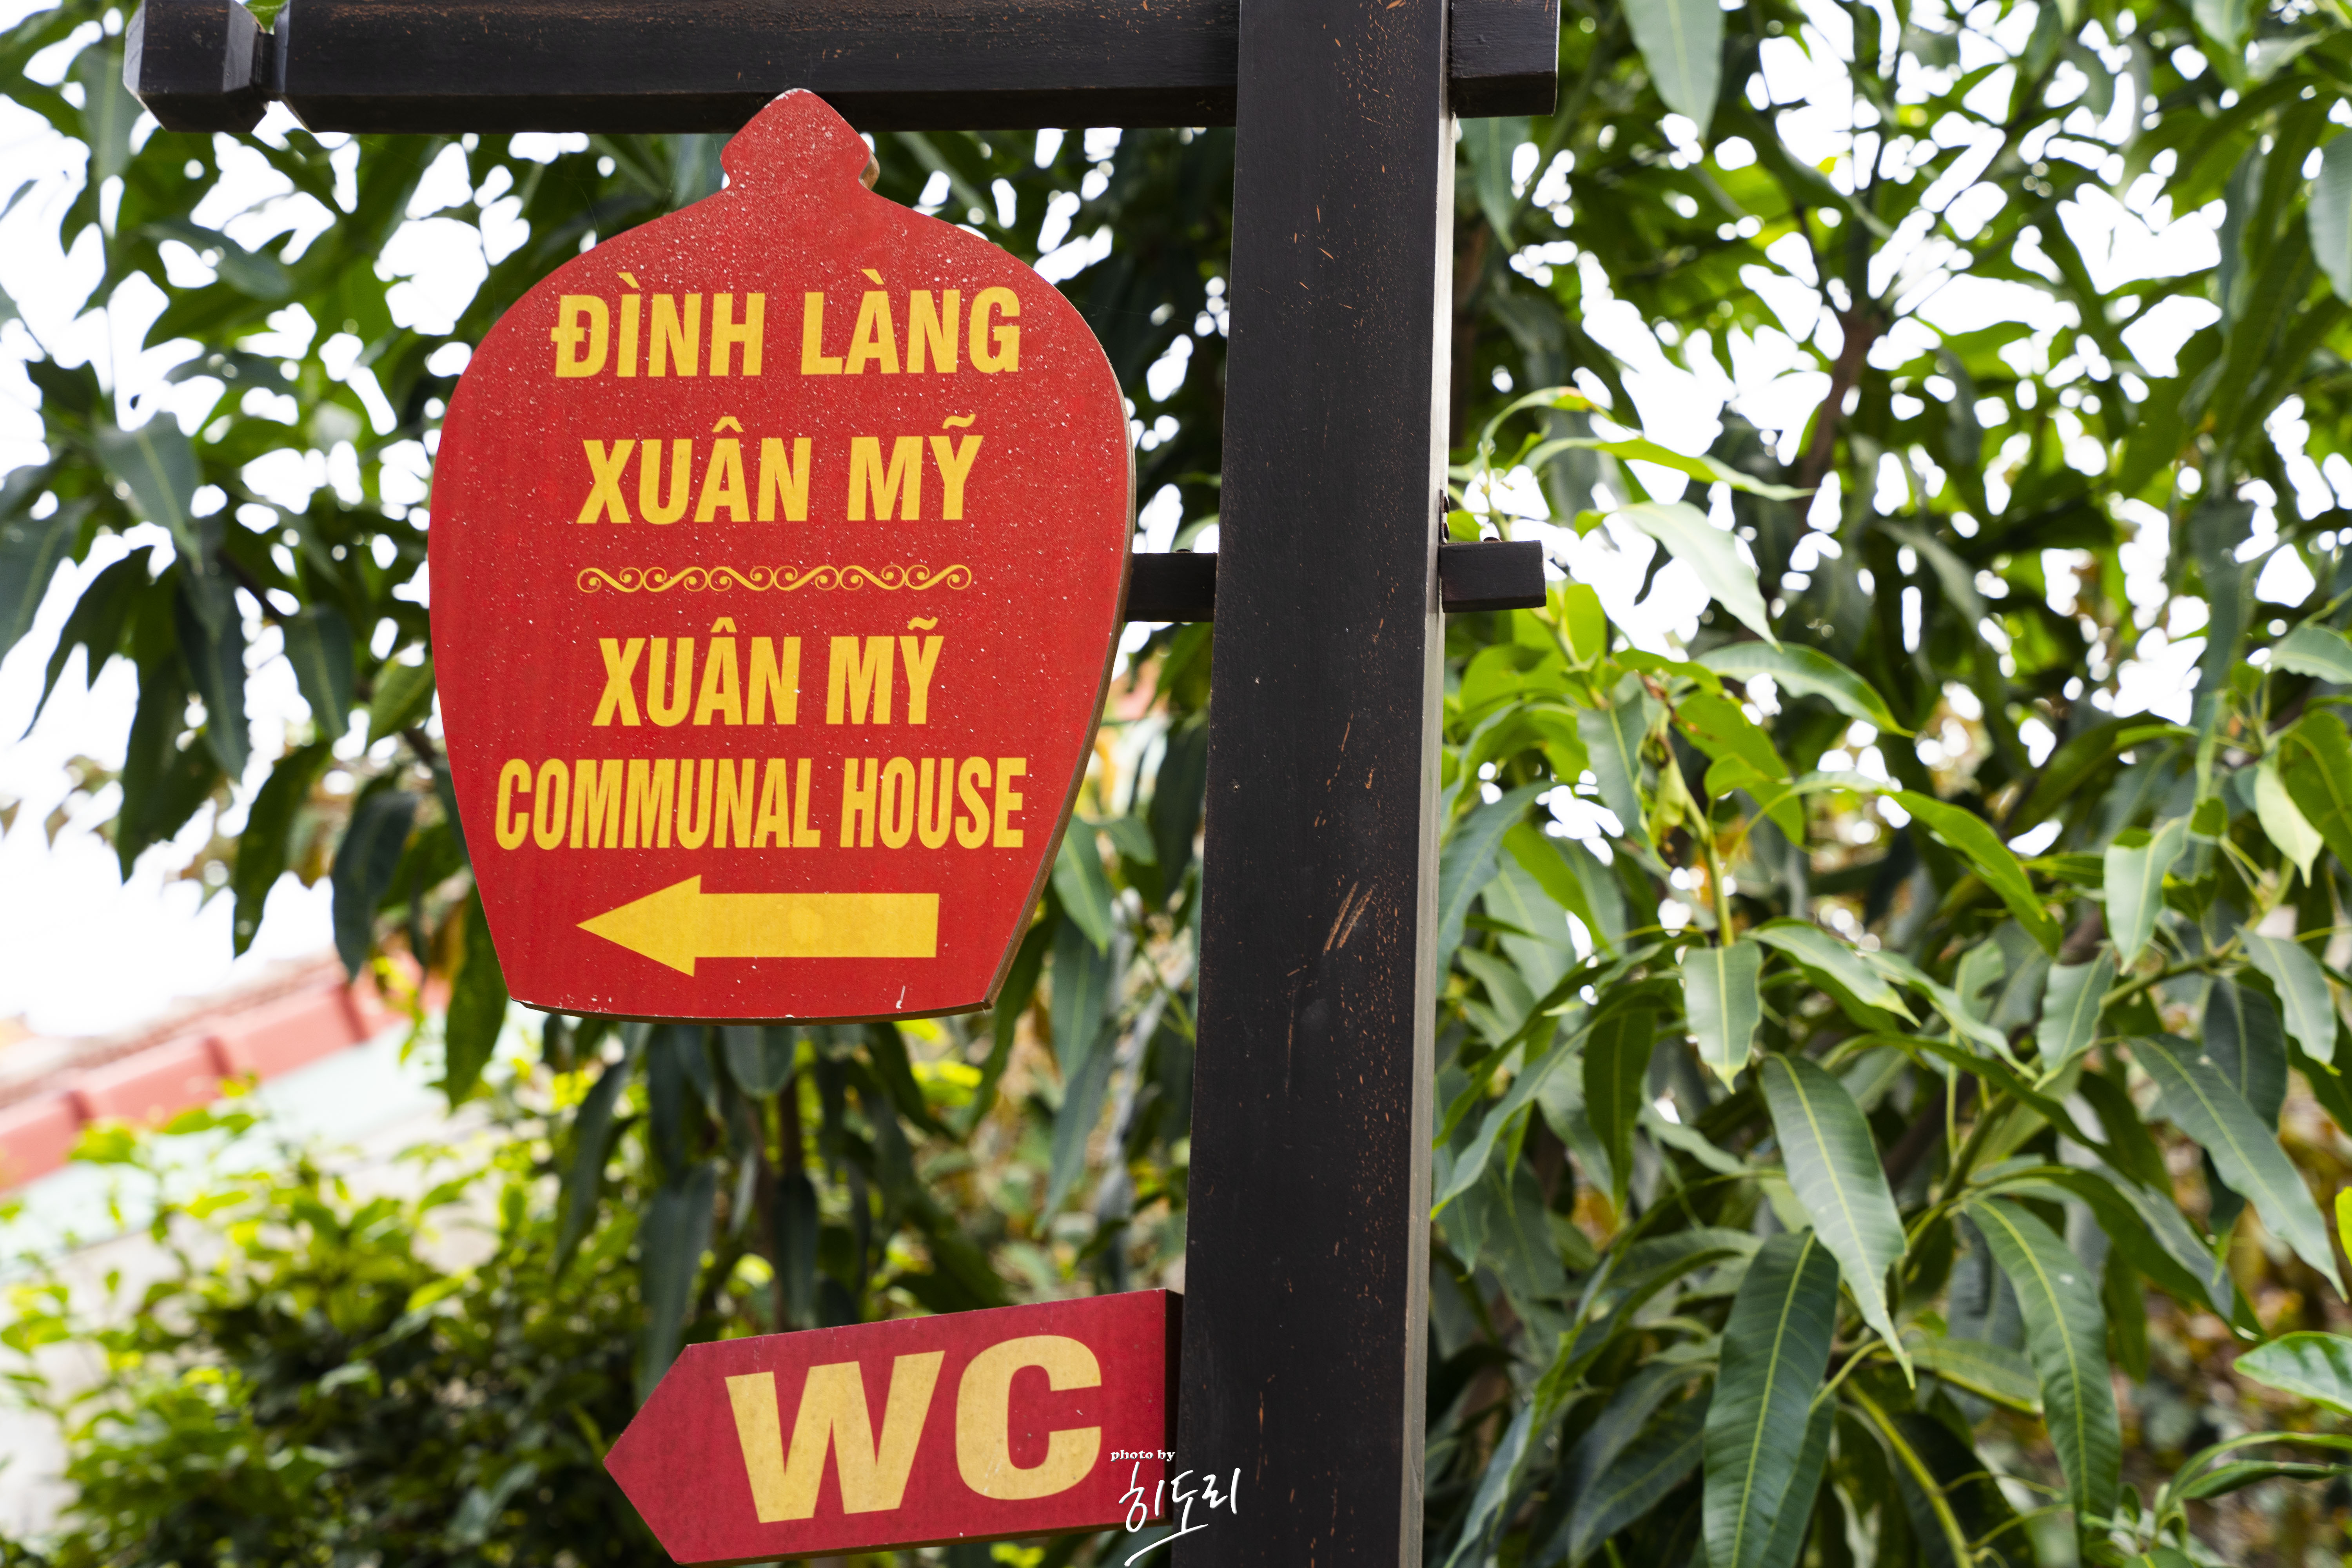 ĐÌNH LÀNG
XUÂN MỸ
XUÂN MỸ
COMMUNAL HOUSE
WC
photo by
히도리